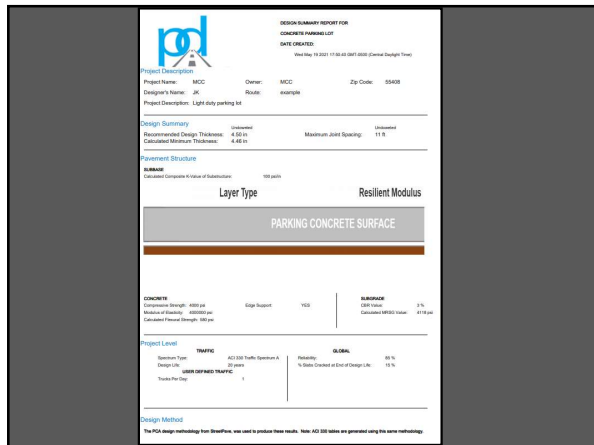 pd
DESIGN SUMMARY REPORT FOR
CONCRETE PARKING LOT
DATE CREATED:
Wed May 19 2021 17:50:40 GMT-0500 (Central Daylight Time)
Project Description
Project Name: MCC Owner: MCC Zip Code: 55408
Designer's Name: JK Route: example
Project Description: Light duty parking lot
Design Summary
Undoweled Undoweled
Recommended Design Thickness: 4.50 in Maximum Joint Spacing: 11 ft
Calculated Minimum Thickness: 4.46 in
Pavement Structure
SUBBASE
Calculated Composite K-Value of Substructure: 100 psi/in
Layer Type Resilient Modulus
PARKING CONCRETE SURFACE
CONCRETE SUBGRADE
Compressive Strength: 4000 psi Edge Support: YES CBR Value: 3 %
Modulus of Elasticity: 4050000 psi Calculated MRSG Value: 4118 psi
Calculated Flexural Strength: 580 psi
Project Level
TRAFFIC GLOBAL
Spectrum Type: ACI 330 Traffic Spectrum A Reliability: 85 %
Design Life: 20 years % Slabs Cracked at End of Design Life: 15 %
USER DEFINED TRAFFIC
Trucks Per Day: 1
Design Method
The PCA design methodology from StreetPave, was used to produce these results. Note: ACI 330 tables are generated using this same methodology.